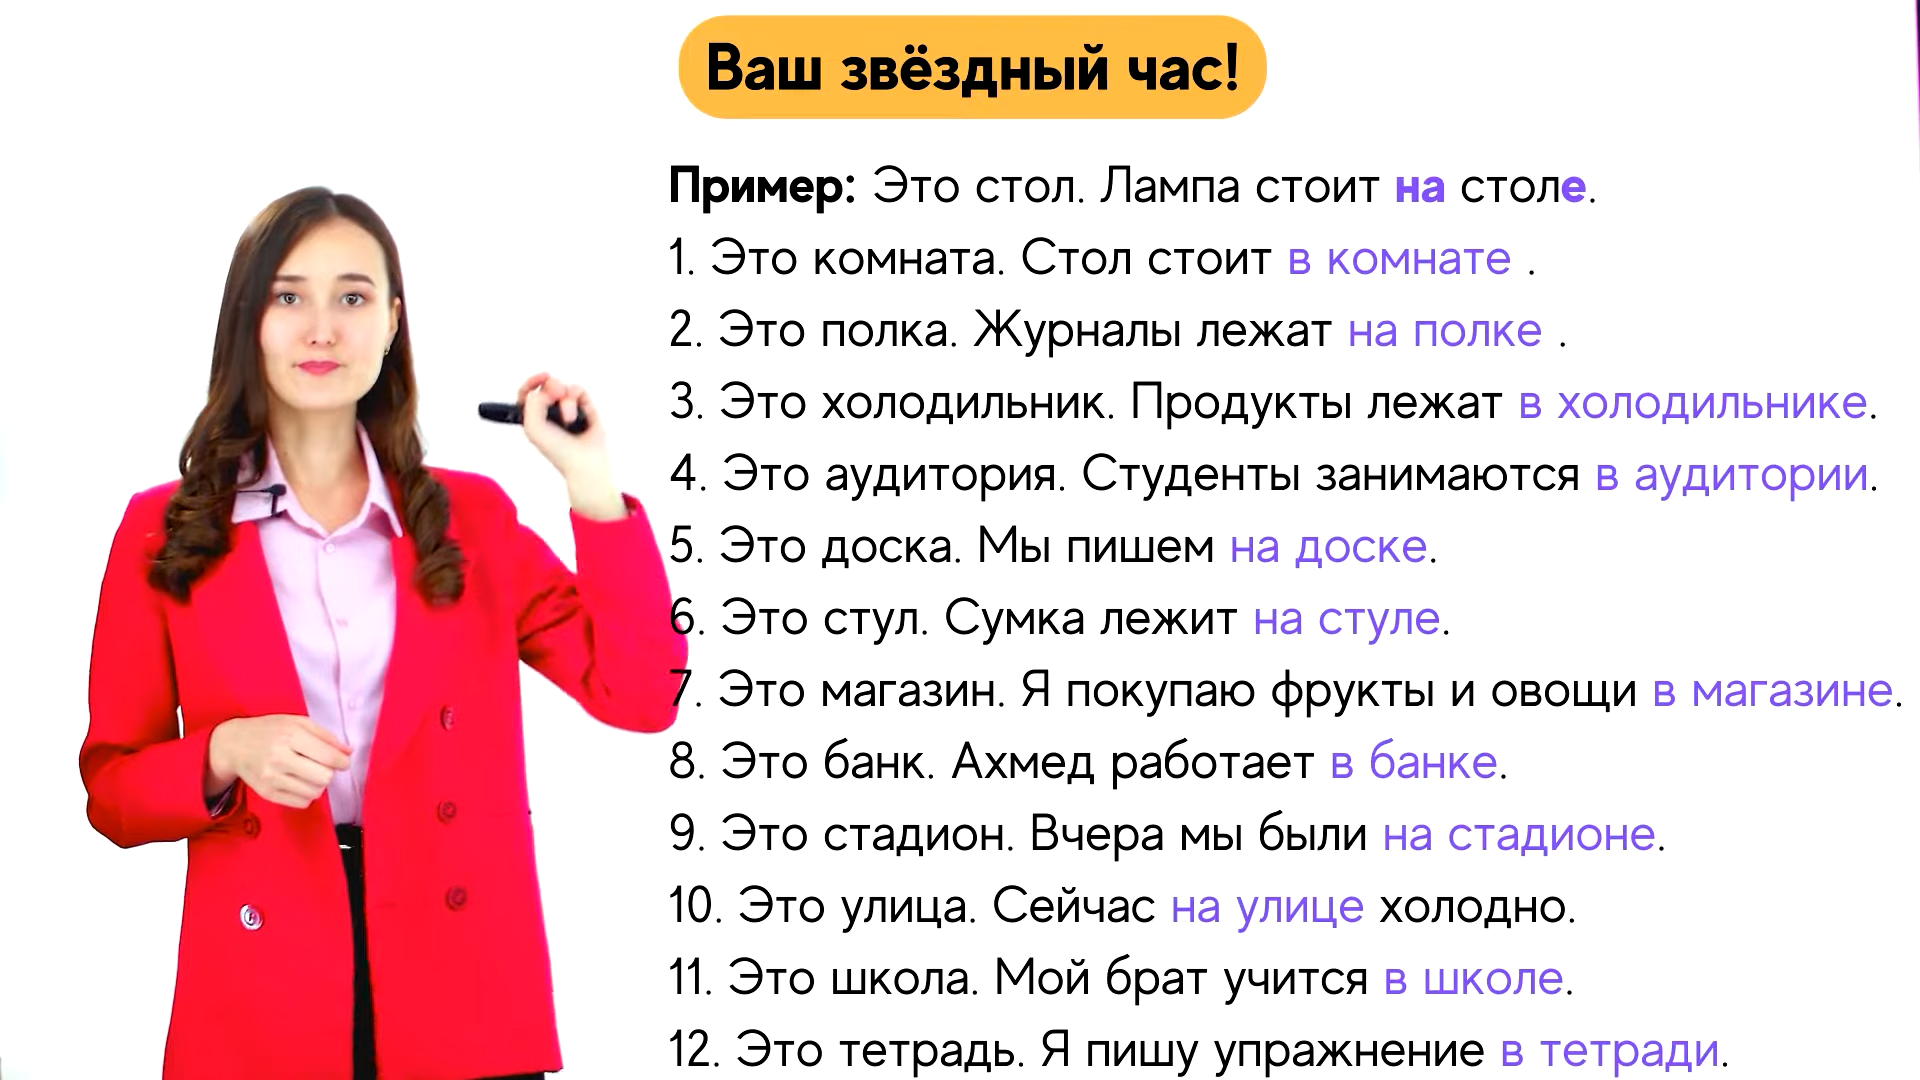 Ваш звёздный час!
Пример: Это стол. Лампа стоит на столе.
1. Это комната. Стол стоит в комнате .
2. Это полка. Журналы лежат на полке .
3. Это холодильник. Продукты лежат в холодильнике.
4. Это аудитория. Студенты занимаются в аудитории.
5. Это доска. Мы пишем на доске.
6. Это стул. Сумка лежит на стуле.
7. Это магазин. Я покупаю фрукты и овощи в магазине.
8. Это банк. Ахмед работает в банке.
9. Это стадион. Вчера мы были на стадионе.
10. Это улица. Сейчас на улице холодно.
11. Это школа. Мой брат учится в школе.
12. Это тетрадь. Я пишу упражнение в тетради.